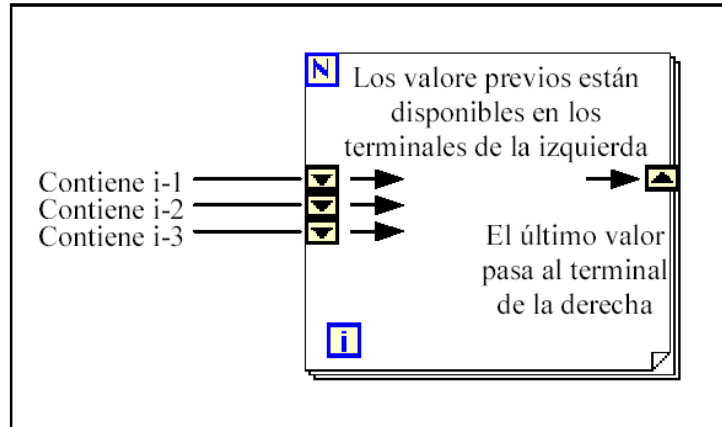 N
Los valore previos están
disponibles en los
terminales de la izquierda
Contiene i-1
Contiene i-2
Contiene i-3
El último valor
pasa al terminal
de la derecha
i